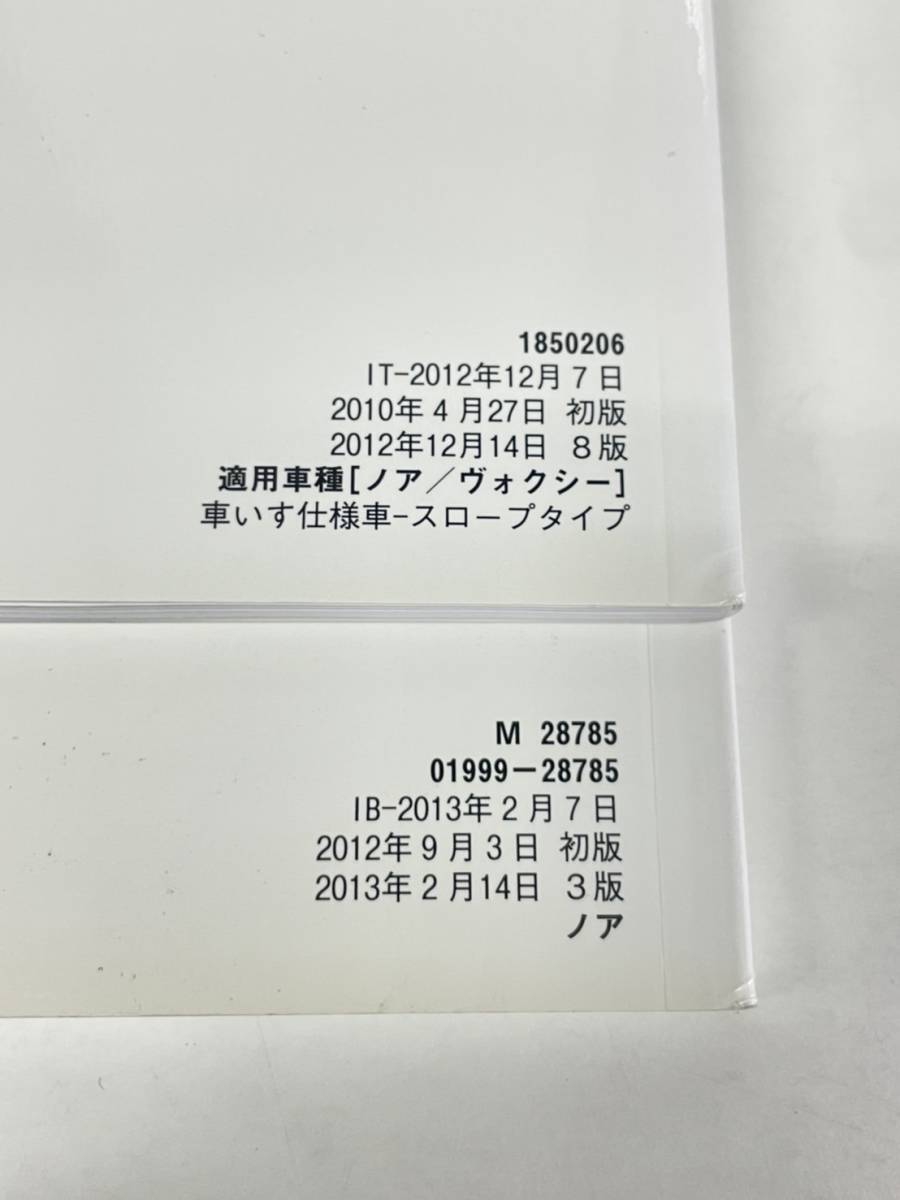 1850206
IT-2012年12月7日
2010年4月27日 初版
2012年12月14日 8版
適用車種[ノア／ヴォクシー]
車いす仕様車-スロープタイプ
M 28785
01999-28785
IB-2013年2月7日
2012年9月3日 初版
2013年2月14日 3版
ノア